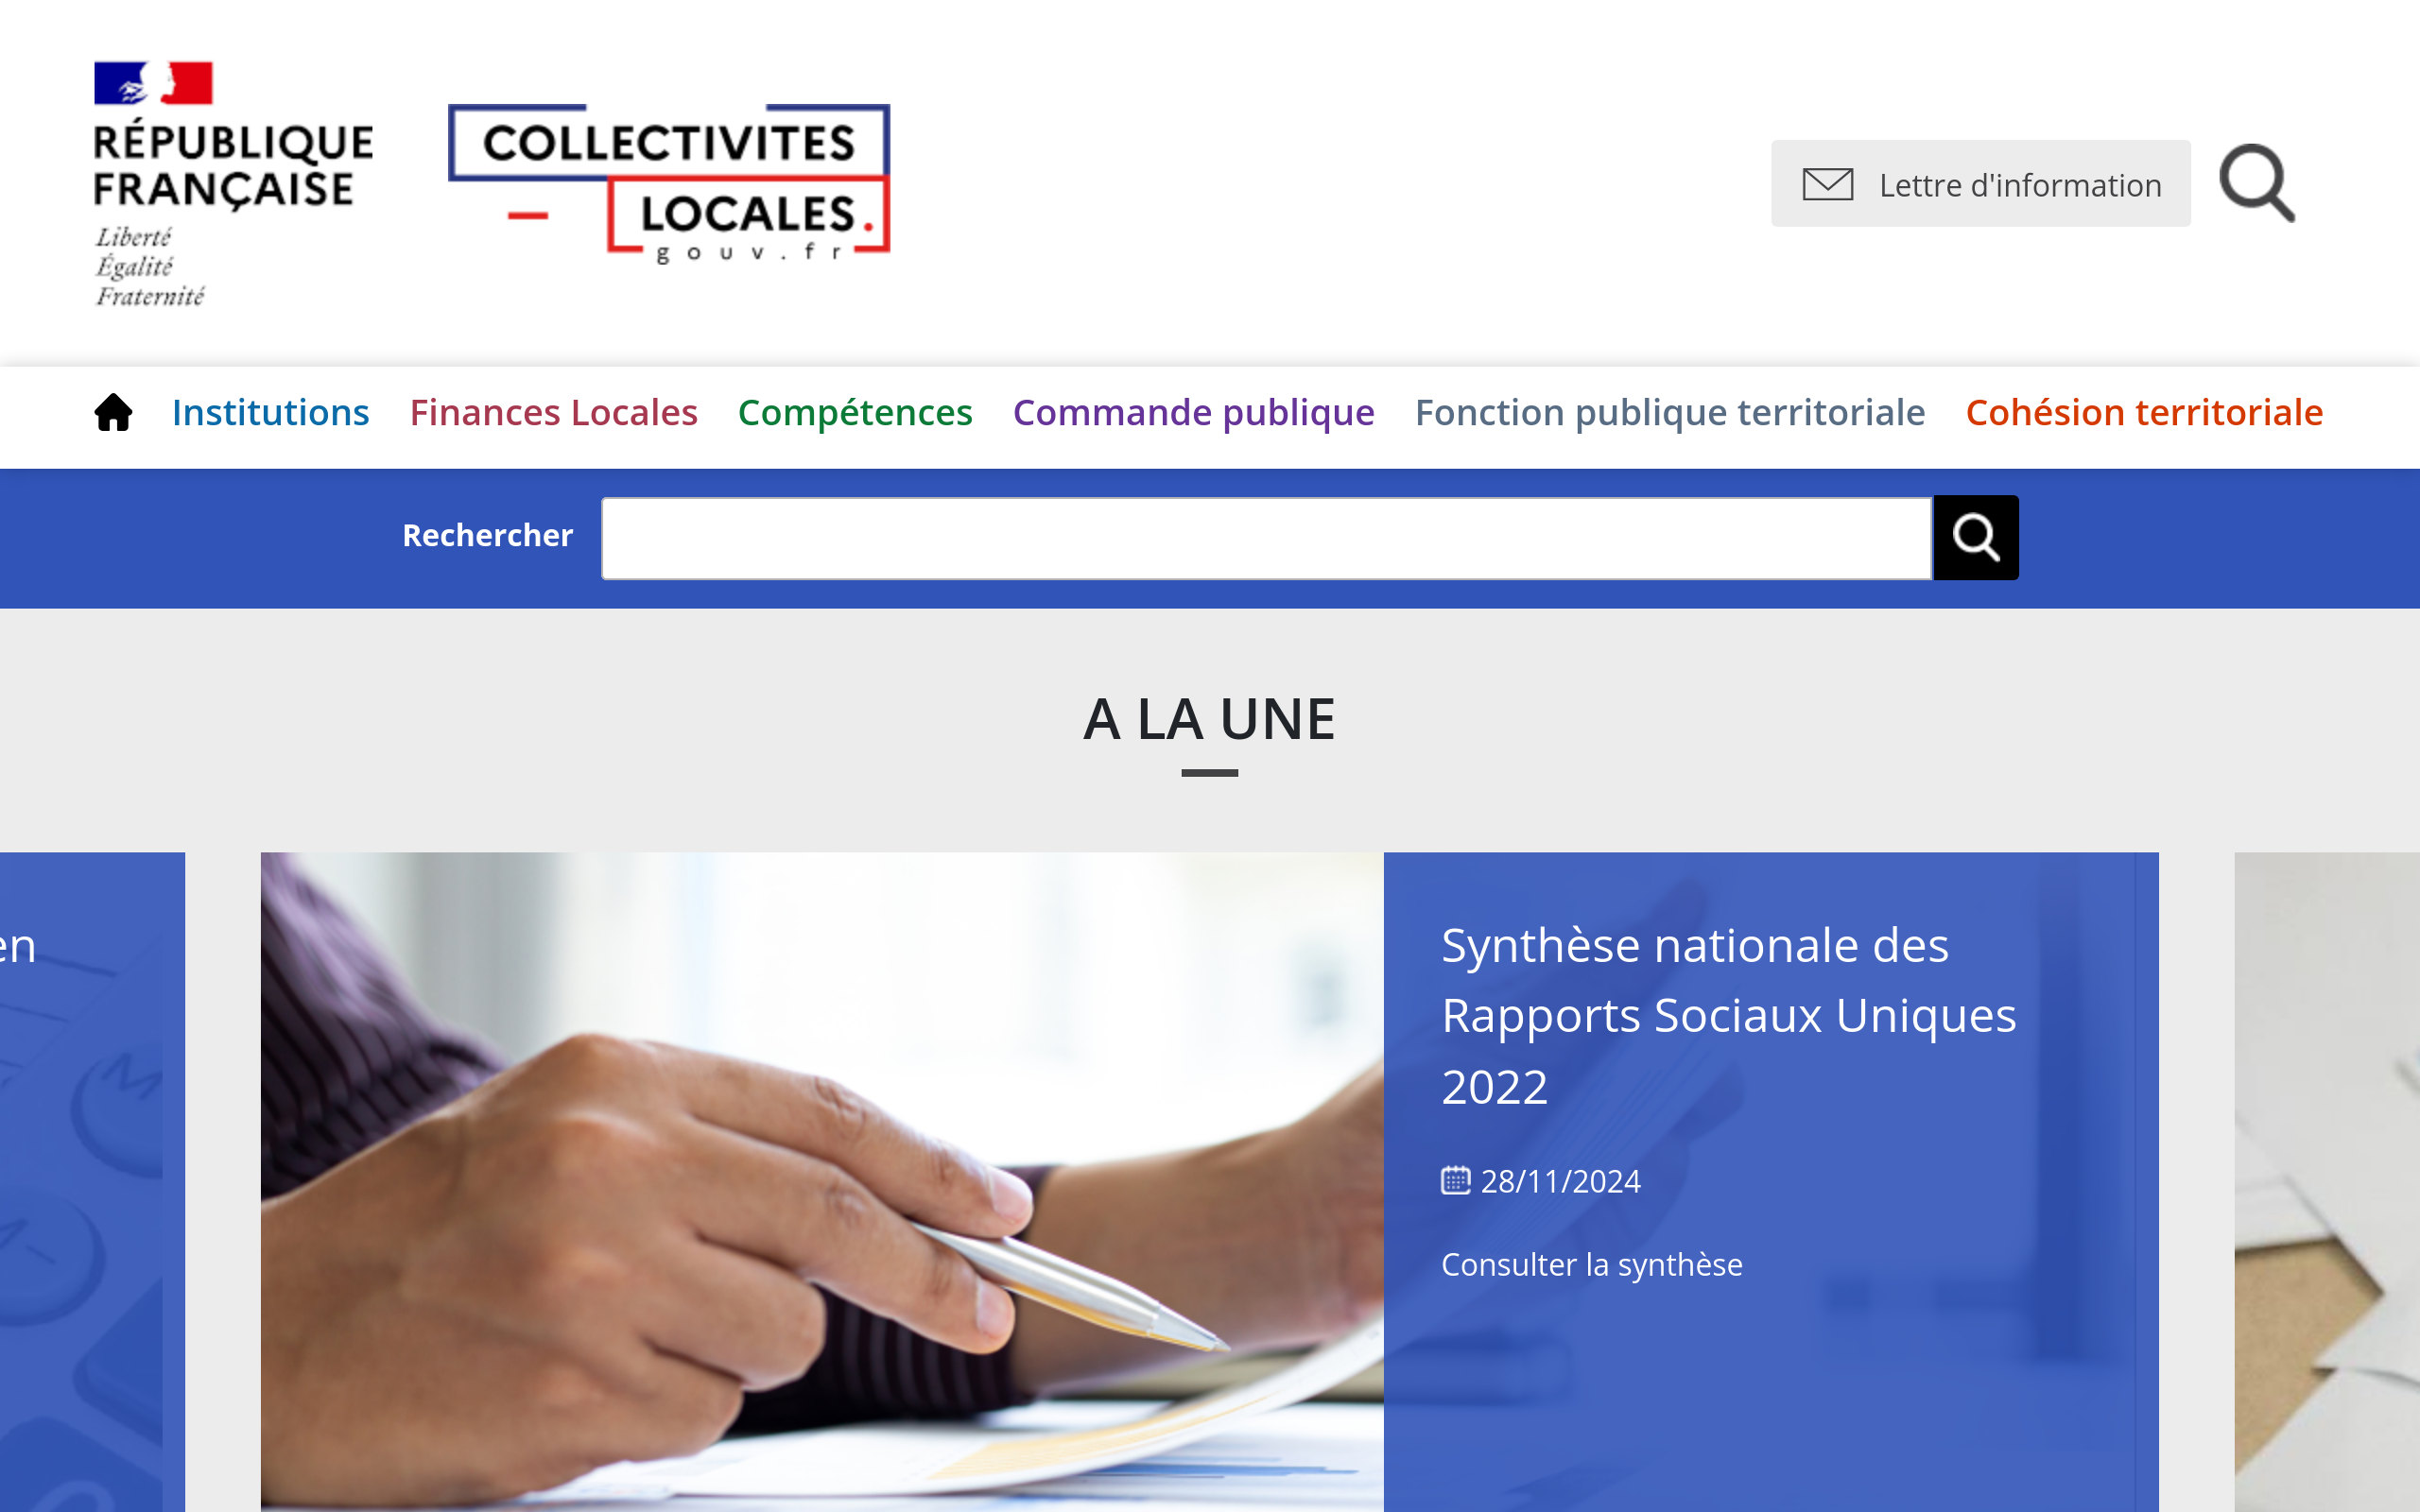 RÉPUBLIQUE
FRANÇAISE
Liberté
Égalité
Fraternité
COLLECTIVITES
LOCALES.
gouv.fr
Lettre d'information
Institutions Finances Locales Compétences Commande publique Fonction publique territoriale Cohésion territoriale
Rechercher
A LA UNE
en
Synthèse nationale des
Rapports Sociaux Uniques
2022
28/11/2024
Consulter la synthèse